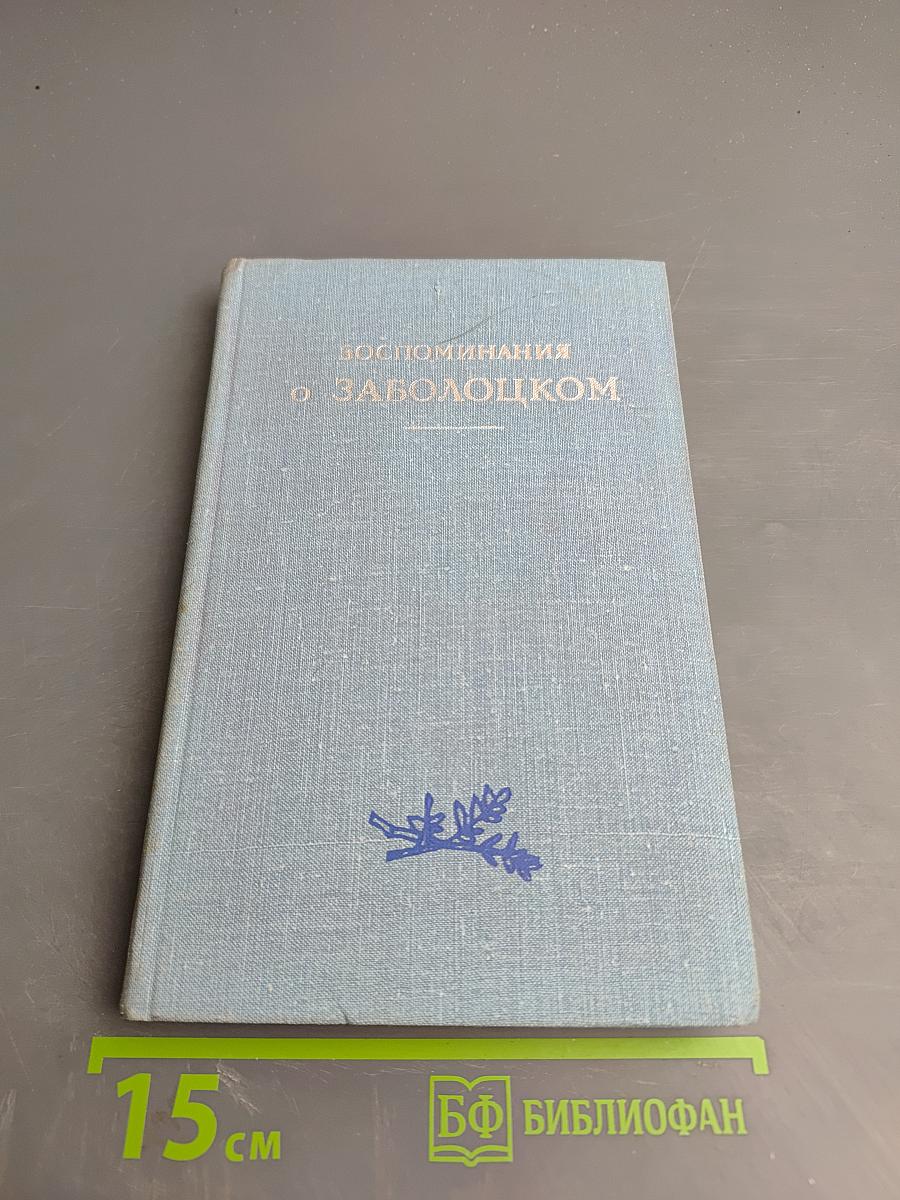 ВОСПОМИНАНИЯ
О ЗАБОЛОЦКОМ
15 см
БФ БИБЛИОФАН